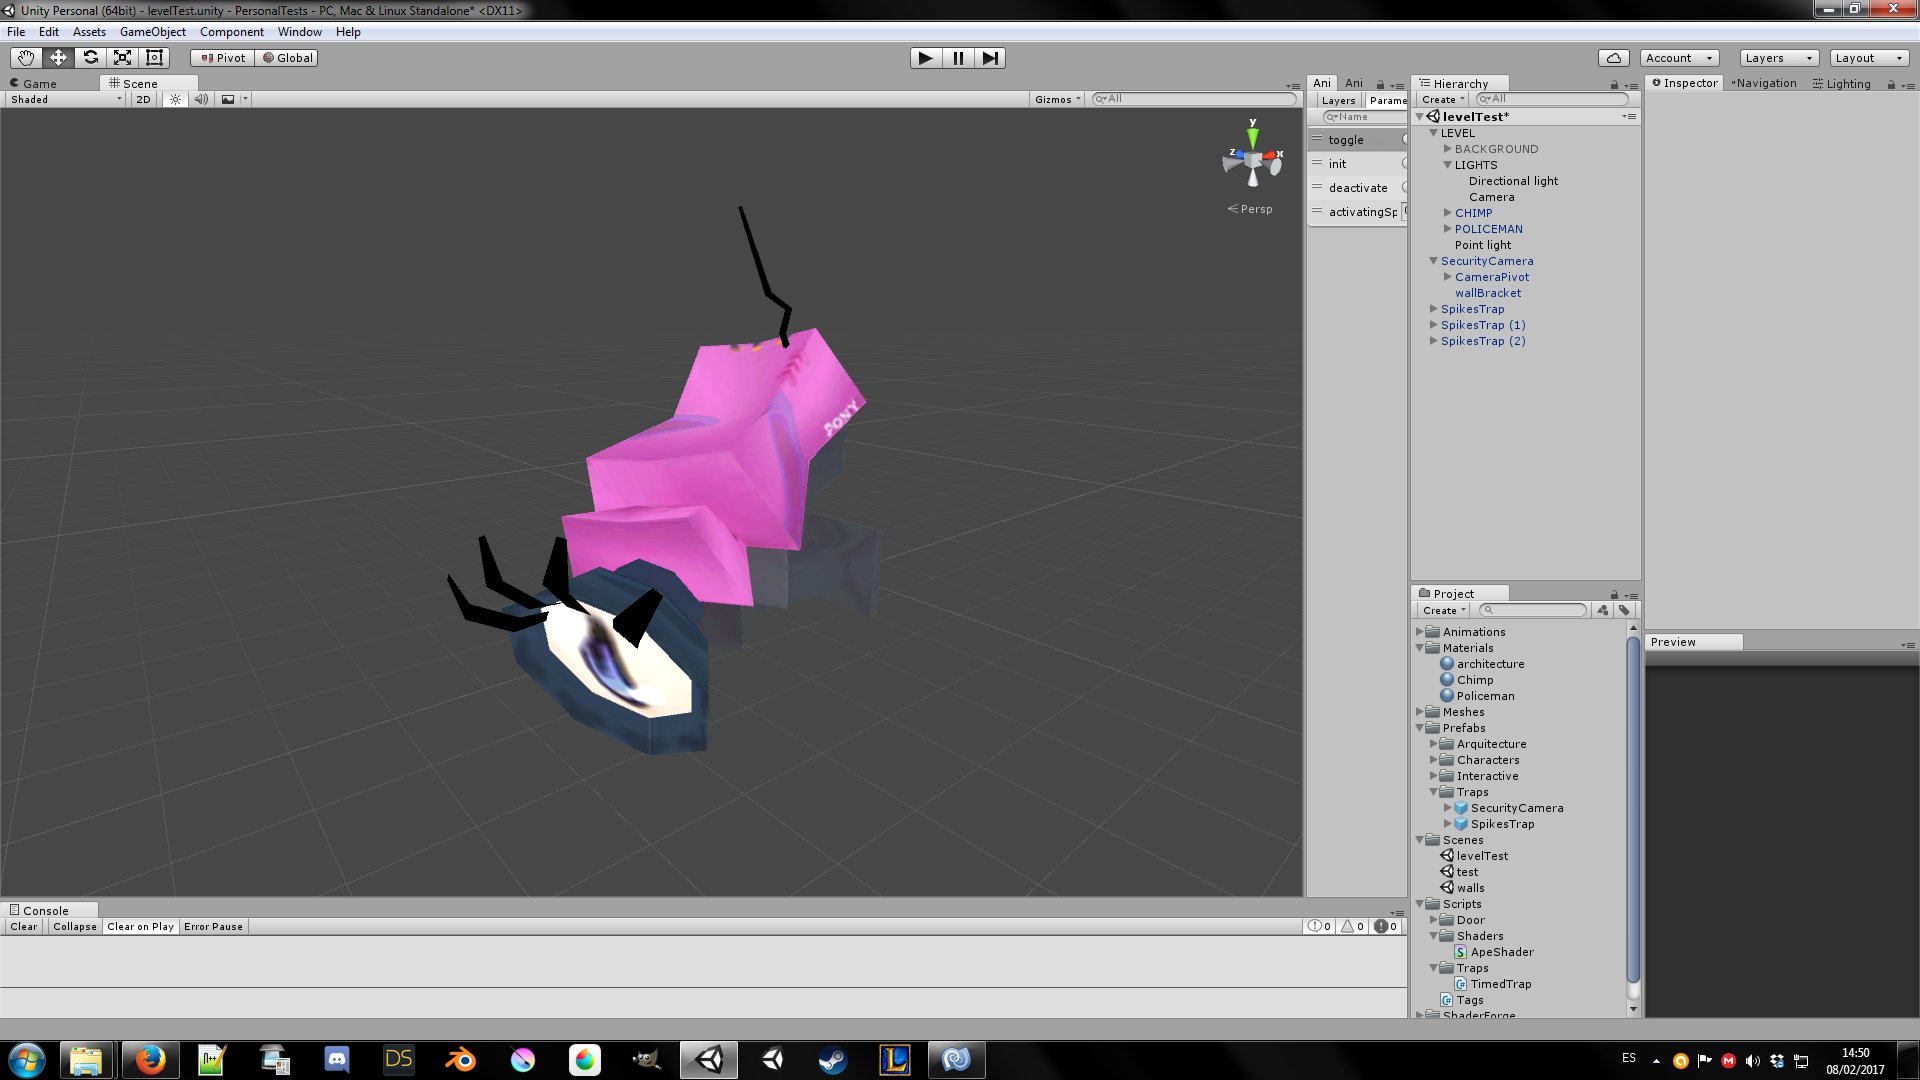 Unity Personal (64bit) - levelTest.unity - PersonalTests - PC, Mac & Linux Standalone* <DX11>
File Edit Assets GameObject Component Window Help
Pivot Global Account Layers Layout
Game Scene Ani Ani Hierarchy Inspector Navigation Lighting
Shaded 2D Gizmos All Layers Parame Create All
Name levelTest*
LEVEL
toggle
BACKGROUND
init
LIGHTS
Directional light
deactivate
Camera
activatingSp
CHIMP
POLICEMAN
Point light
SecurityCamera
CameraPivot
wallBracket
SpikesTrap
SpikesTrap (1)
SpikesTrap (2)
y
z
x
Persp
PONY
Project
Create
Animations
Materials
architecture
Chimp
Policeman
Meshes
Prefabs
Arquitecture
Characters
Interactive
Traps
SecurityCamera
SpikesTrap
Scenes
levelTest
test
walls
Scripts
Door
Shaders
ApeShader
Traps
TimedTrap
Tags
ShaderForge
Preview
Console
Clear Collapse Clear on Play Error Pause 0 0 0
DS
ES
14:50
08/02/2017